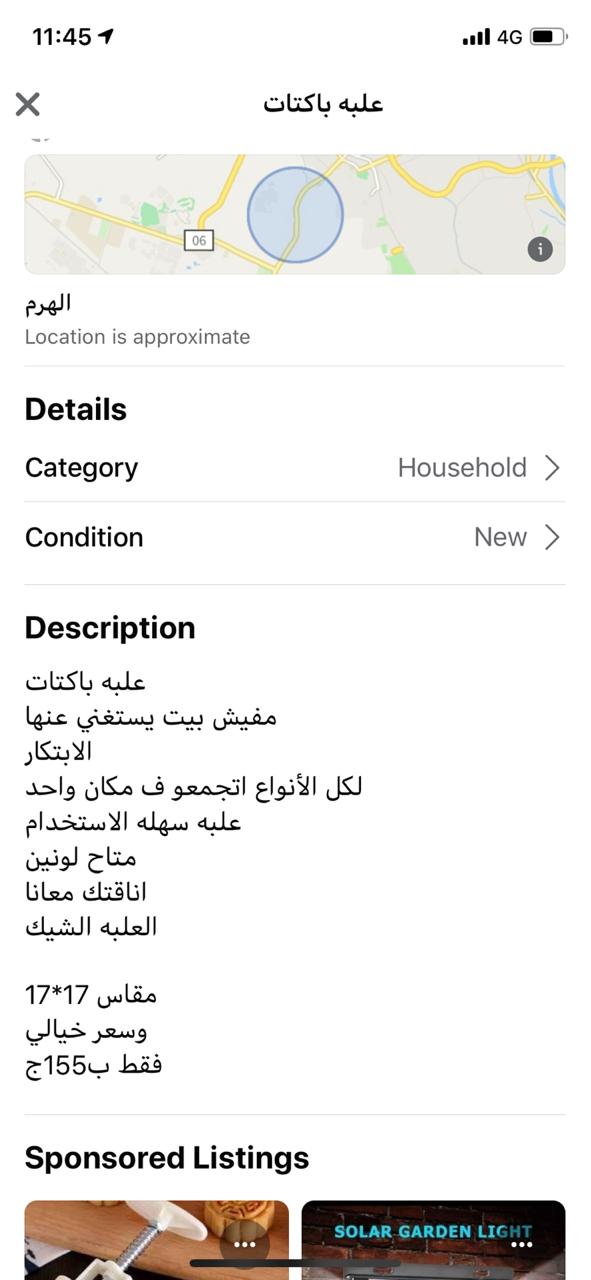 11:45
4G
علبه باكتات
06
الهرم
Location is approximate
Details
Category
Household
Condition
New
Description
علبه باكتات
مفيش بيت يستغني عنها
الابتكار
لكل الأنواع اتجمعو ف مكان واحد
علبه سهله الاستخدام
متاح لونين
اناقتك معانا
العلبه الشيك
مقاس 17*17
وسعر خيالي
فقط ب155ج
Sponsored Listings
SOLAR GARDEN LIGHT